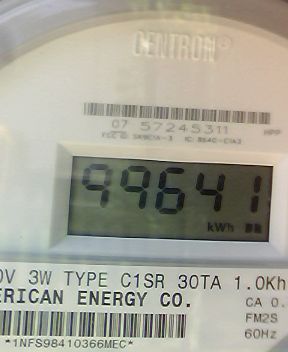 CENTRON®
07 57245311 HPP
99641
kWh
0V 3W TYPE C1SR 30TA 1.0Kh
ERICAN ENERGY CO.
CA 0.
FM2S
60Hz
*1NFS98410366MEC*